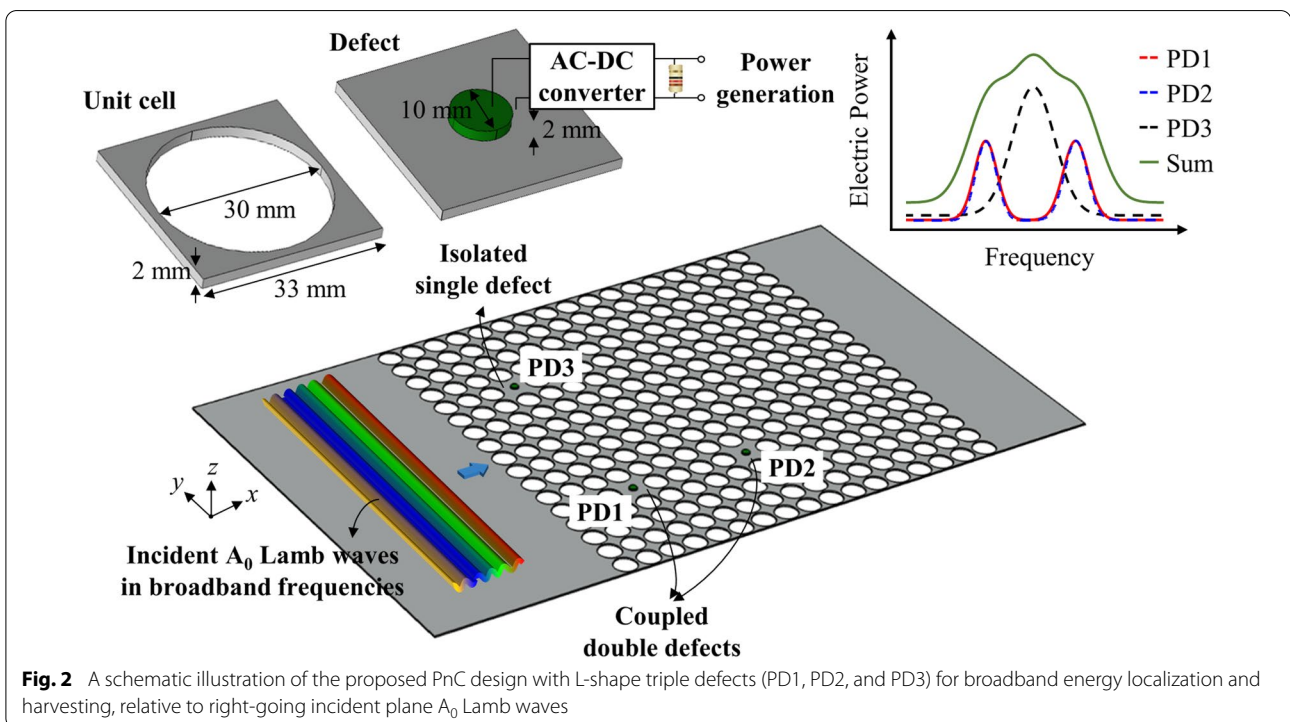 Unit cell
30 mm
2 mm
33 mm
Defect
10 mm
2 mm
AC-DC
converter
Power
generation
Electric Power
Frequency
PD1
PD2
PD3
Sum
Isolated
single defect
PD3
PD2
PD1
z
y
x
Incident A₀ Lamb waves
in broadband frequencies
Coupled
double defects
Fig. 2 A schematic illustration of the proposed PnC design with L-shape triple defects (PD1, PD2, and PD3) for broadband energy localization and
harvesting, relative to right-going incident plane A₀ Lamb waves